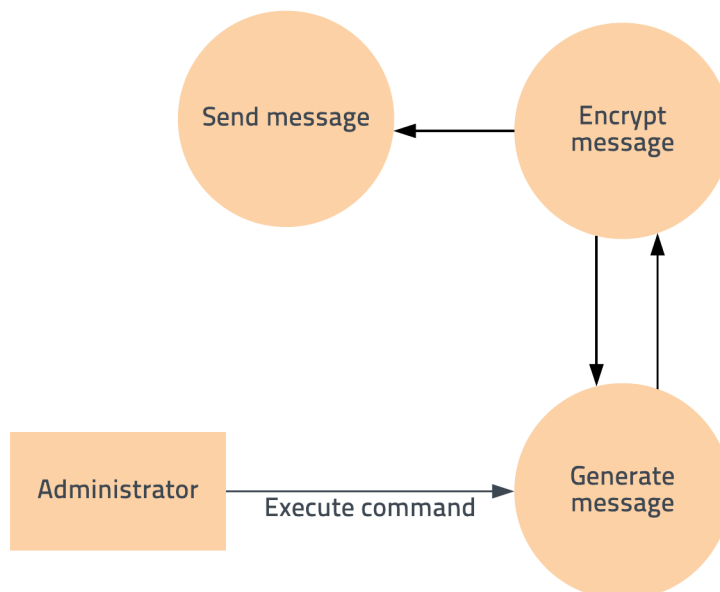 Send message
Encrypt
message
Administrator
Execute command
Generate
message